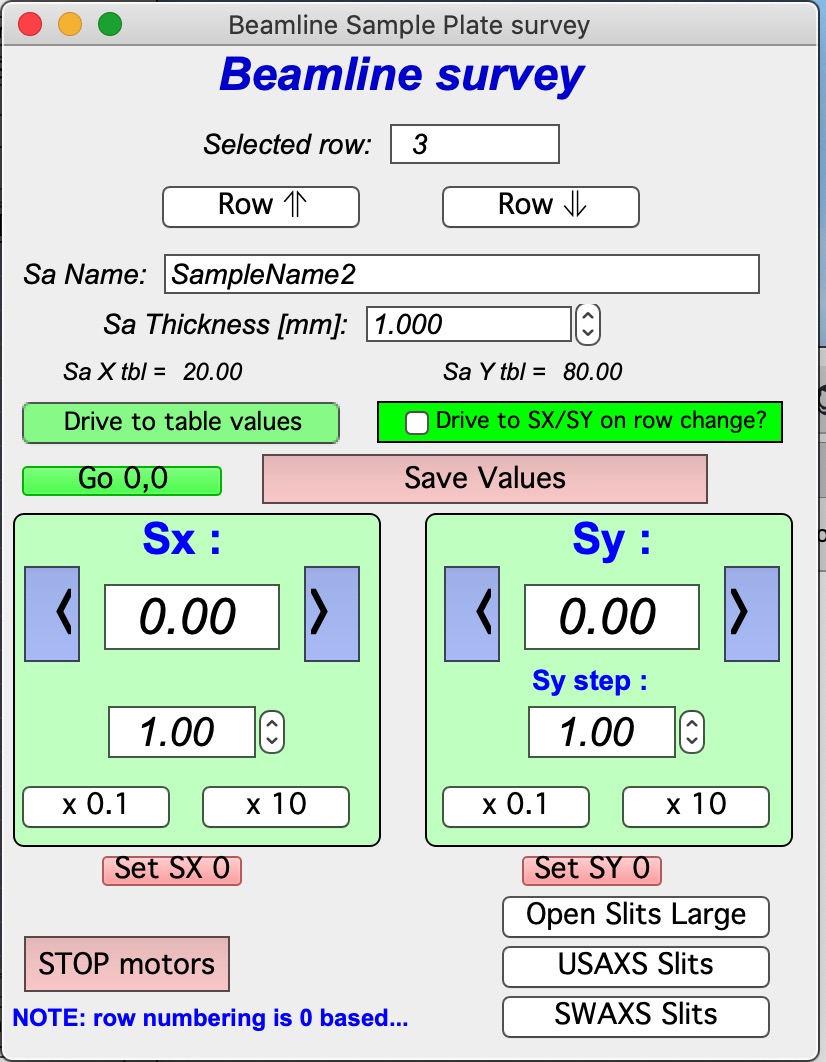 Beamline Sample Plate survey
Beamline survey
Selected row: 3
Row ⇑ Row ⇓
Sa Name: SampleName2
Sa Thickness [mm]: 1.000
Sa X tbl = 20.00 Sa Y tbl = 80.00
Drive to table values Drive to SX/SY on row change?
Go 0,0 Save Values
Sx : Sy :
< 0.00 > < 0.00 >
Sy step :
1.00 1.00
x 0.1 x 10 x 0.1 x 10
Set SX 0 Set SY 0
Open Slits Large
STOP motors USAXS Slits
NOTE: row numbering is 0 based... SWAXS Slits